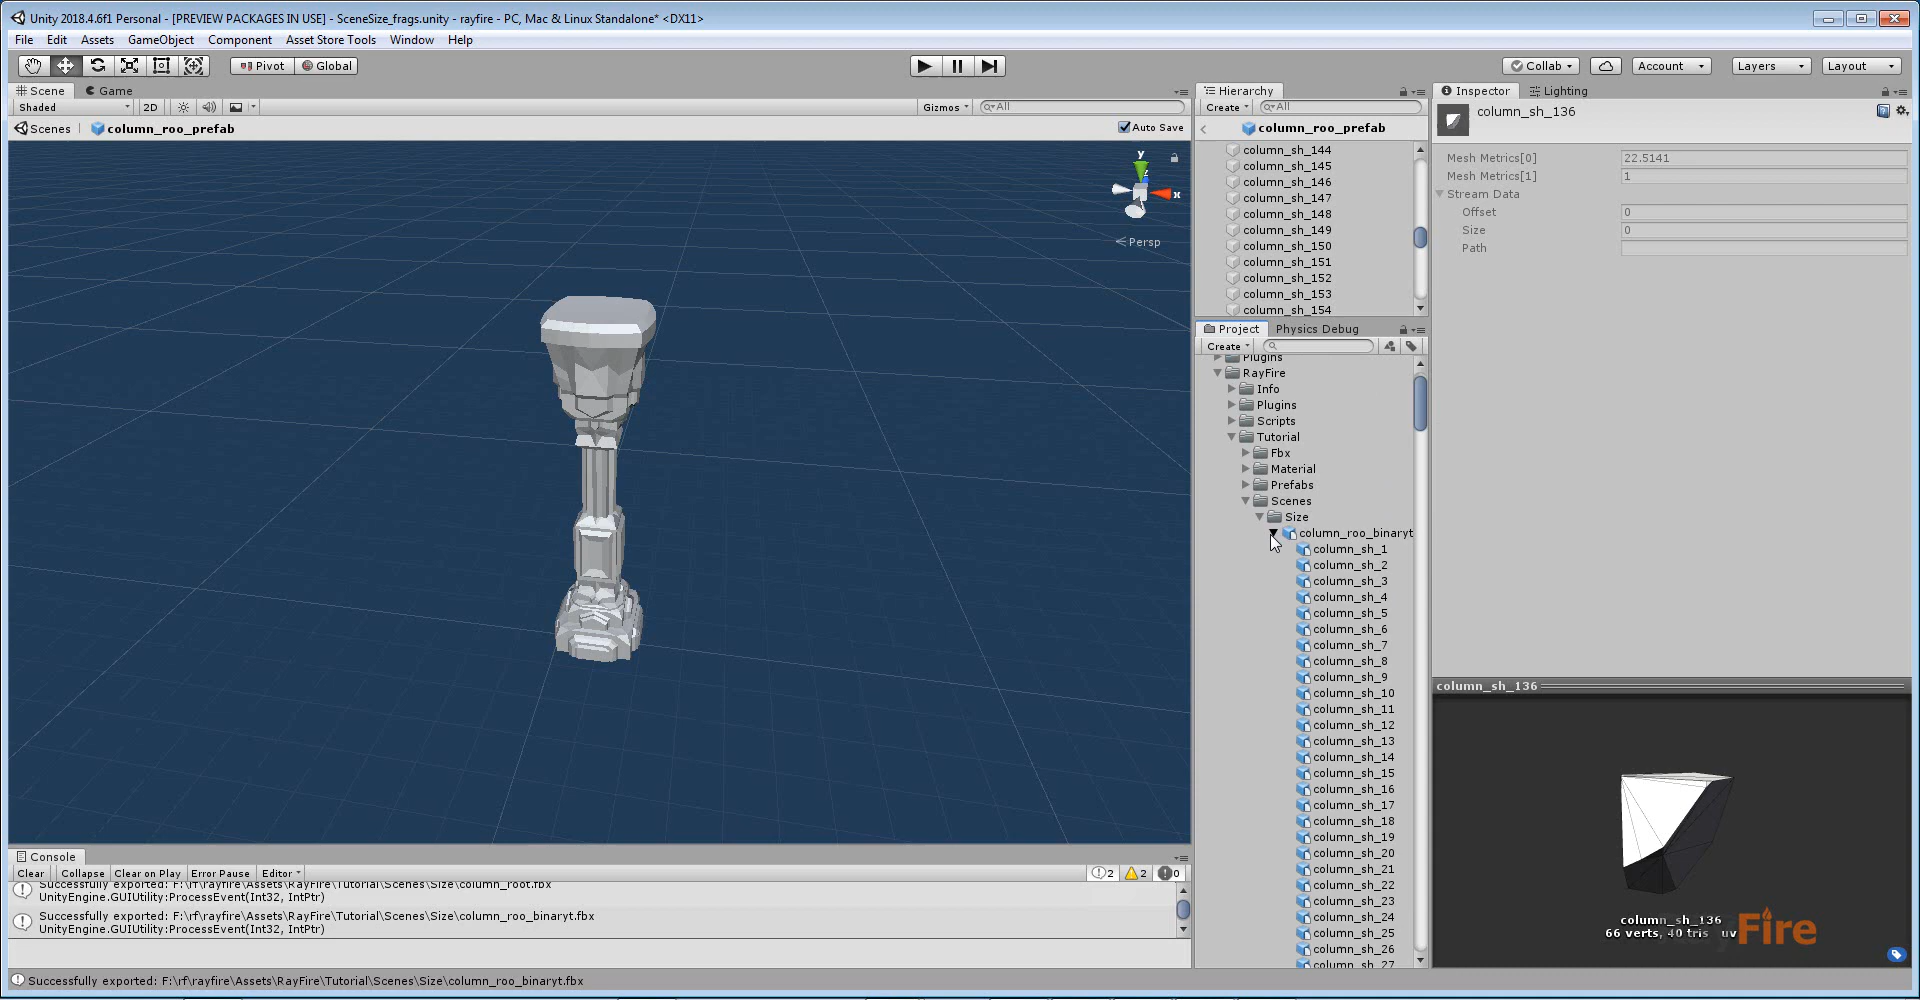 Unity 2018.4.6f1 Personal - [PREVIEW PACKAGES IN USE] - SceneSize_frags.unity - rayfire - PC, Mac & Linux Standalone* <DX11>
File Edit Assets GameObject Component Asset Store Tools Window Help
Pivot Global Collab Account Layers Layout
Scene Game
Shaded 2D Gizmos All
Scenes column_roo_prefab Auto Save
y
z
x
Persp
Hierarchy
Create All
column_roo_prefab
column_sh_144
column_sh_145
column_sh_146
column_sh_147
column_sh_148
column_sh_149
column_sh_150
column_sh_151
column_sh_152
column_sh_153
column_sh_154
Project Physics Debug
Create
Plugins
RayFire
Info
Plugins
Scripts
Tutorial
Fbx
Material
Prefabs
Scenes
Size
column_roo_binaryt
column_sh_1
column_sh_2
column_sh_3
column_sh_4
column_sh_5
column_sh_6
column_sh_7
column_sh_8
column_sh_9
column_sh_10
column_sh_11
column_sh_12
column_sh_13
column_sh_14
column_sh_15
column_sh_16
column_sh_17
column_sh_18
column_sh_19
column_sh_20
column_sh_21
column_sh_22
column_sh_23
column_sh_24
column_sh_25
column_sh_26
column_sh_27
Inspector Lighting
column_sh_136
Mesh Metrics[0] 22.5141
Mesh Metrics[1] 1
Stream Data
Offset 0
Size 0
Path
column_sh_136
column_sh_136
66 verts, 40 tris uv
Fire
Console
Clear Collapse Clear on Play Error Pause Editor 2 2 0
Successfully exported: F:\rf\rayfire\Assets\RayFire\Tutorial\Scenes\Size\column_root.fbx
UnityEngine.GUIUtility:ProcessEvent(Int32, IntPtr)
Successfully exported: F:\rf\rayfire\Assets\RayFire\Tutorial\Scenes\Size\column_roo_binaryt.fbx
UnityEngine.GUIUtility:ProcessEvent(Int32, IntPtr)
Successfully exported: F:\rf\rayfire\Assets\RayFire\Tutorial\Scenes\Size\column_roo_binaryt.fbx